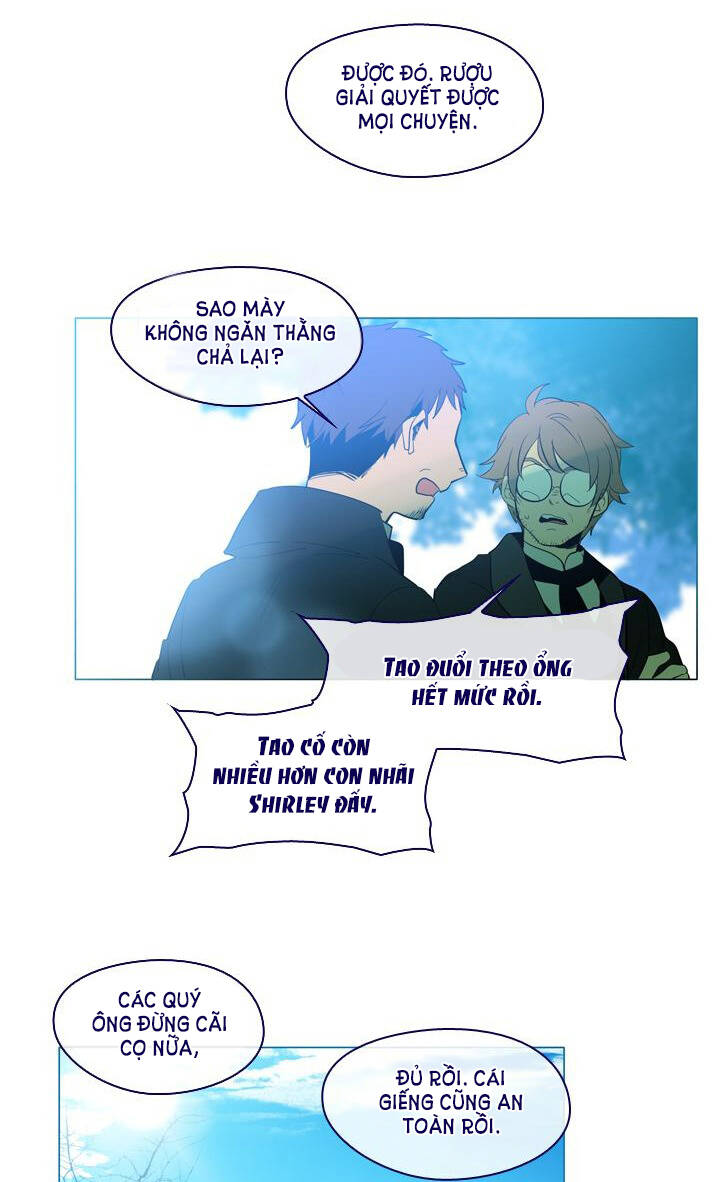 ĐƯỢC ĐÓ. RƯỢU
GIẢI QUYẾT ĐƯỢC
MỌI CHUYỆN.
SAO MÀY
KHÔNG NGĂN THẰNG
CHẢ LẠI?
TAO ĐUỔI THEO ỔNG
HẾT MỨC RỒI.
TAO CỐ CÒN
NHIỀU HƠN CON NHÃI
SHIRLEY ĐẤY.
CÁC QUÝ
ÔNG ĐỪNG CÃI
CỌ NỮA,
ĐỦ RỒI. CÁI
GIẾNG CŨNG AN
TOÀN RỒI.